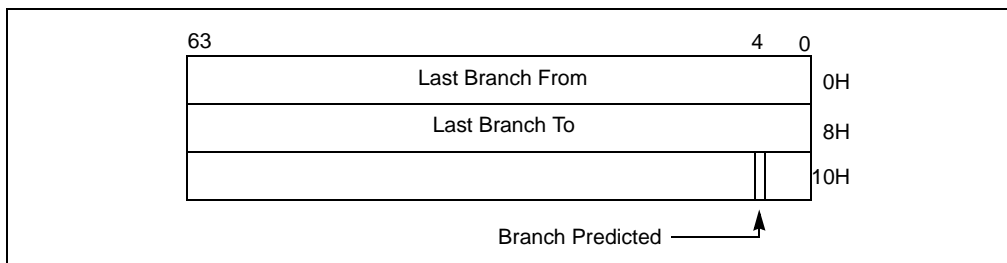 63 4 0
Last Branch From 0H
Last Branch To 8H
10H
Branch Predicted